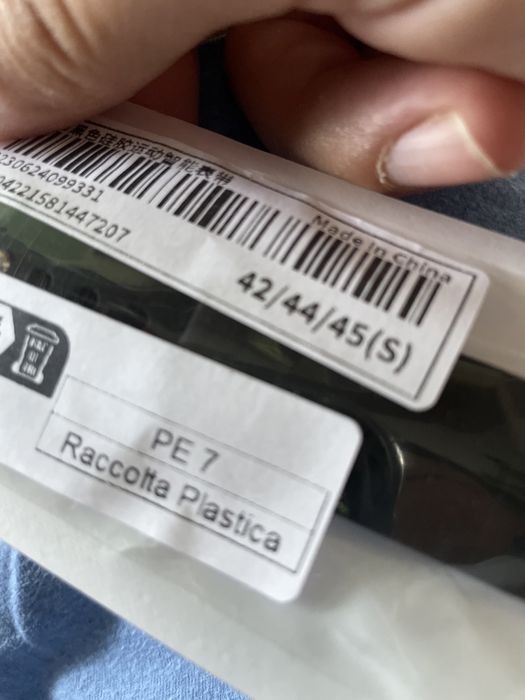 黑色硅胶运动智能表带
230624099331
Made in China
04221581447207
42/44/45(S)
PE 7
Raccolta Plastica